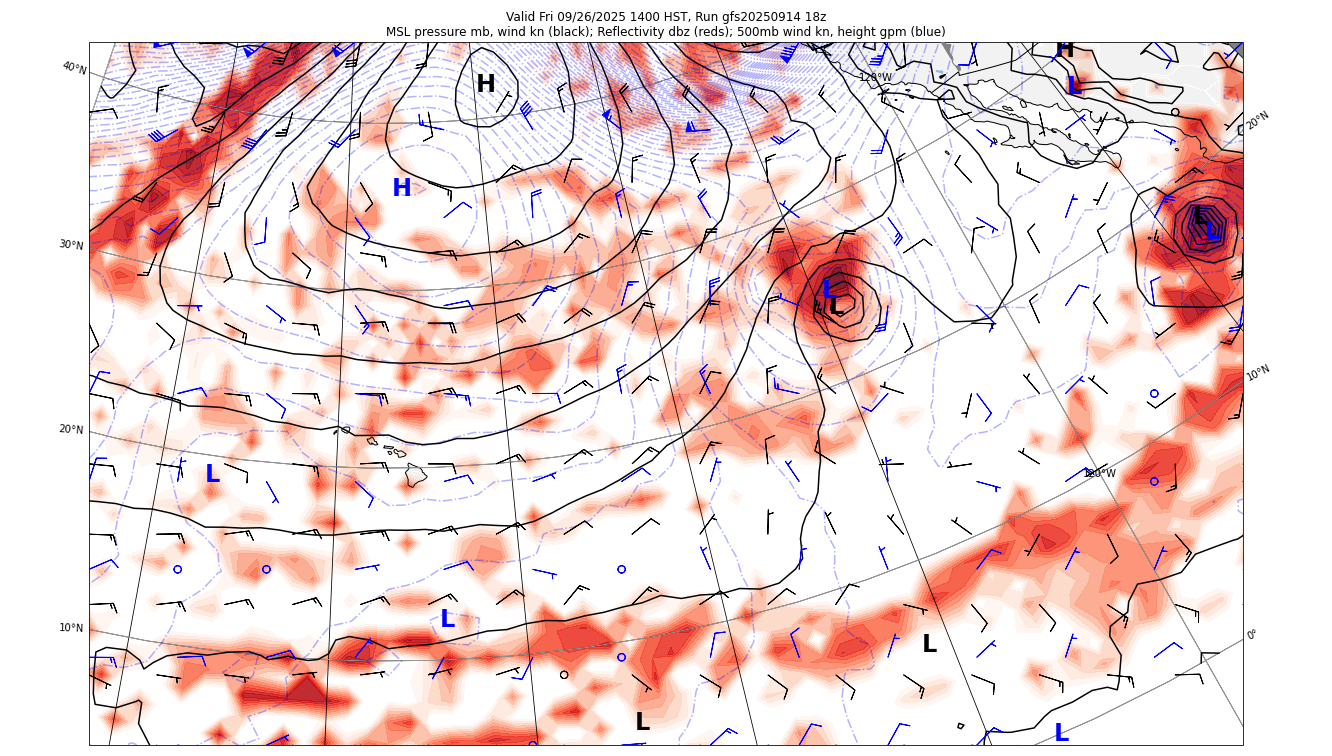 Valid Fri 09/26/2025 1400 HST, Run gfs20250914 18z
MSL pressure mb, wind kn (black); Reflectivity dbz (reds); 500mb wind kn, height gpm (blue)
H
40°N
120°W
L
H
20°N
H
L
L
30°N
L
L
10°N
20°N
L
120°W
L
10°N
L
0°
L
L